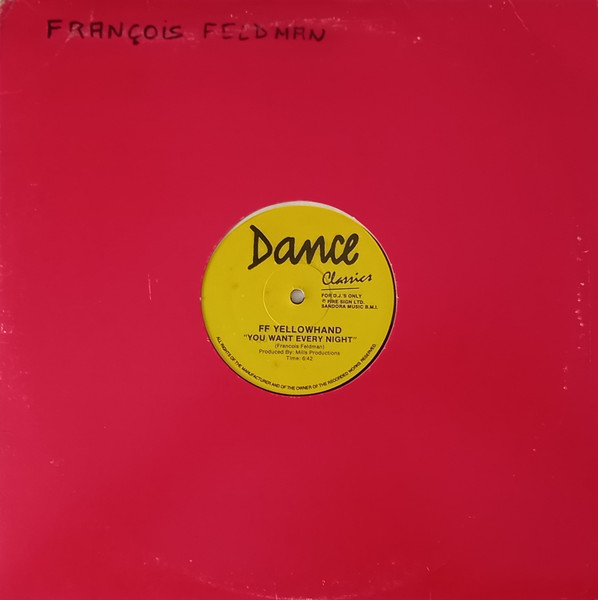 FRANÇOIS FELDMAN
Dance
Classics
FOR D.J.'S ONLY
℗ FINE SIGN LTD.
SANDORA MUSIC B.M.I.
FF YELLOWHAND
"YOU WANT EVERY NIGHT"
(Francois Feldman)
Produced By: Mills Productions
Time: 6:42
ALL RIGHTS OF THE MANUFACTURER AND OF THE OWNER OF THE RECORDED WORKS RESERVED.